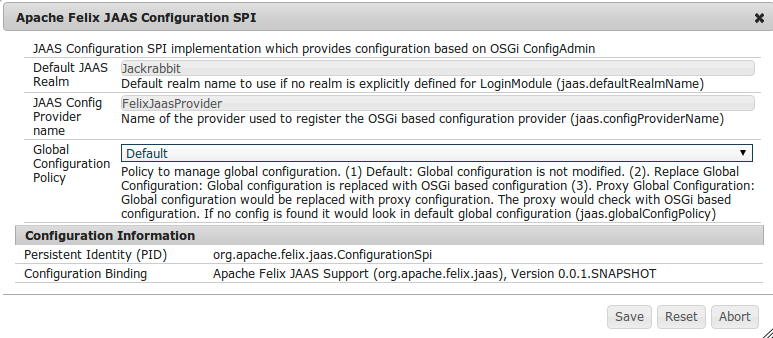 Apache Felix JAAS Configuration SPI
JAAS Configuration SPI implementation which provides configuration based on OSGi ConfigAdmin
Default JAAS
Realm
Jackrabbit
Default realm name to use if no realm is explicitly defined for LoginModule (jaas.defaultRealmName)
JAAS Config
Provider
name
FelixJaasProvider
Name of the provider used to register the OSGi based configuration provider (jaas.configProviderName)
Global
Configuration
Policy
Default
Policy to manage global configuration. (1) Default: Global configuration is not modified. (2). Replace Global
Configuration: Global configuration is replaced with OSGi based configuration (3). Proxy Global Configuration:
Global configuration would be replaced with proxy configuration. The proxy would check with OSGi based
configuration. If no config is found it would look in default global configuration (jaas.globalConfigPolicy)
Configuration Information
Persistent Identity (PID) org.apache.felix.jaas.ConfigurationSpi
Configuration Binding Apache Felix JAAS Support (org.apache.felix.jaas), Version 0.0.1.SNAPSHOT
Save Reset Abort